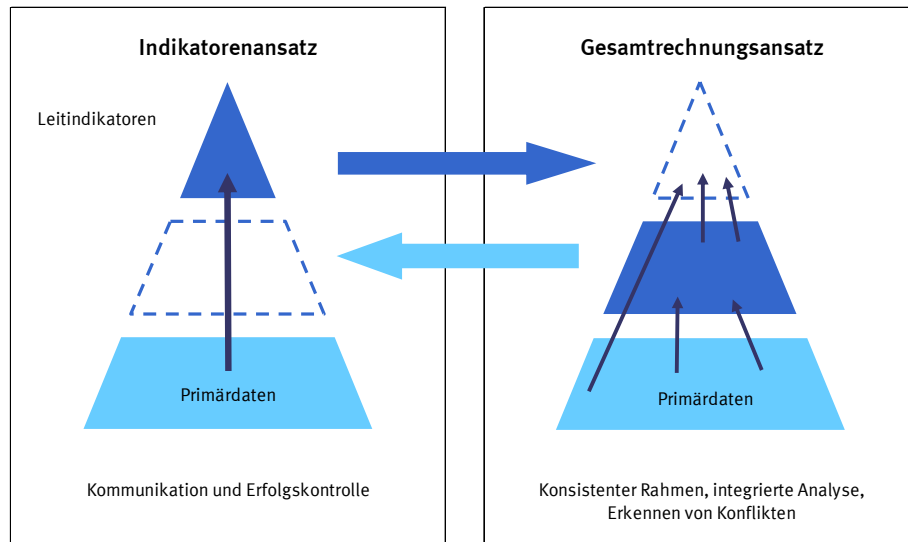 Indikatorenansatz
Leitindikatoren
Primärdaten
Kommunikation und Erfolgskontrolle
Gesamtrechnungsansatz
Primärdaten
Konsistenter Rahmen, integrierte Analyse,
Erkennen von Konflikten